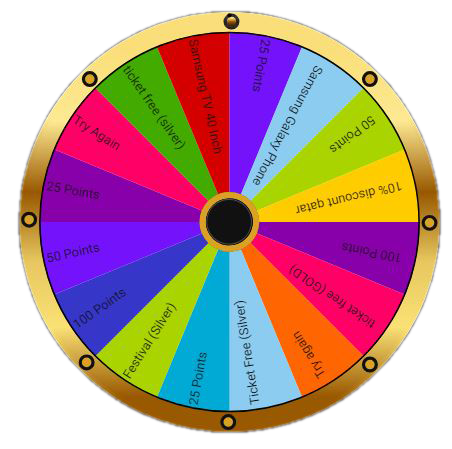 25 Points
Samsung Galaxy Phone
50 Points
10% discount qatar
100 Points
ticket free (GOLD)
Try again
Ticket Free (Silver)
25 Points
Festival (Silver)
100 Points
50 Points
25 Points
Try Again
ticket free (silver)
Samsung TV 40 Inch